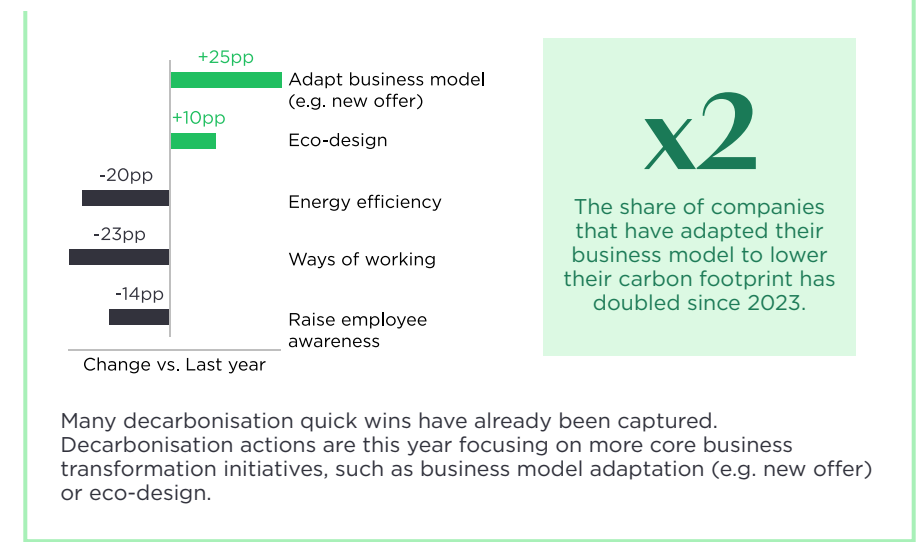 +25pp
Adapt business model
(e.g. new offer)
+10pp
Eco-design
-20pp
Energy efficiency
-23pp
Ways of working
-14pp
Raise employee
awareness
Change vs. Last year
x2
The share of companies
that have adapted their
business model to lower
their carbon footprint has
doubled since 2023.
Many decarbonisation quick wins have already been captured.
Decarbonisation actions are this year focusing on more core business
transformation initiatives, such as business model adaptation (e.g. new offer)
or eco-design.